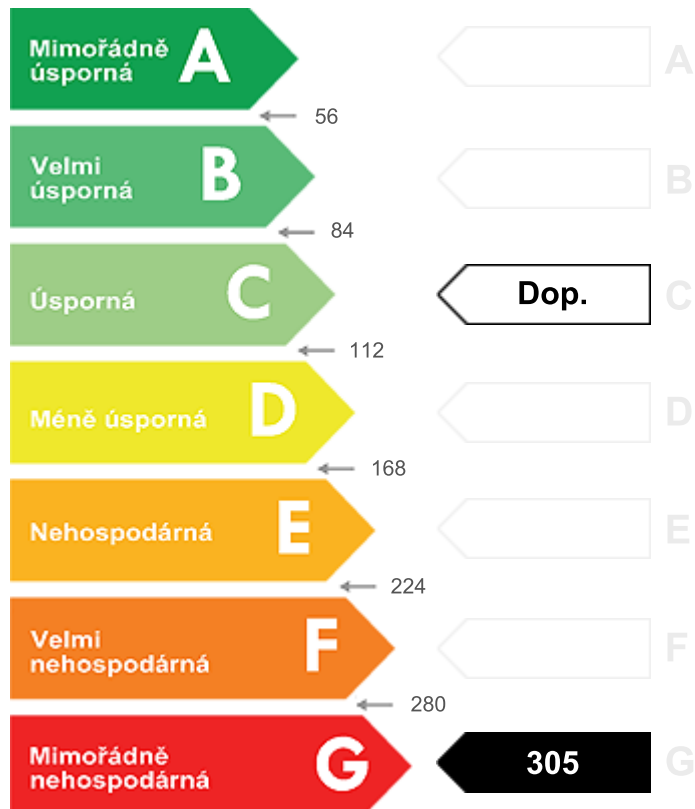 Mimořádně
úsporná
A
A
56
Velmi
úsporná
B
B
84
Úsporná
C
Dop.
C
112
Méně úsporná
D
D
168
Nehospodárná
E
E
224
Velmi
nehospodárná
F
F
280
Mimořádně
nehospodárná
G
305
G